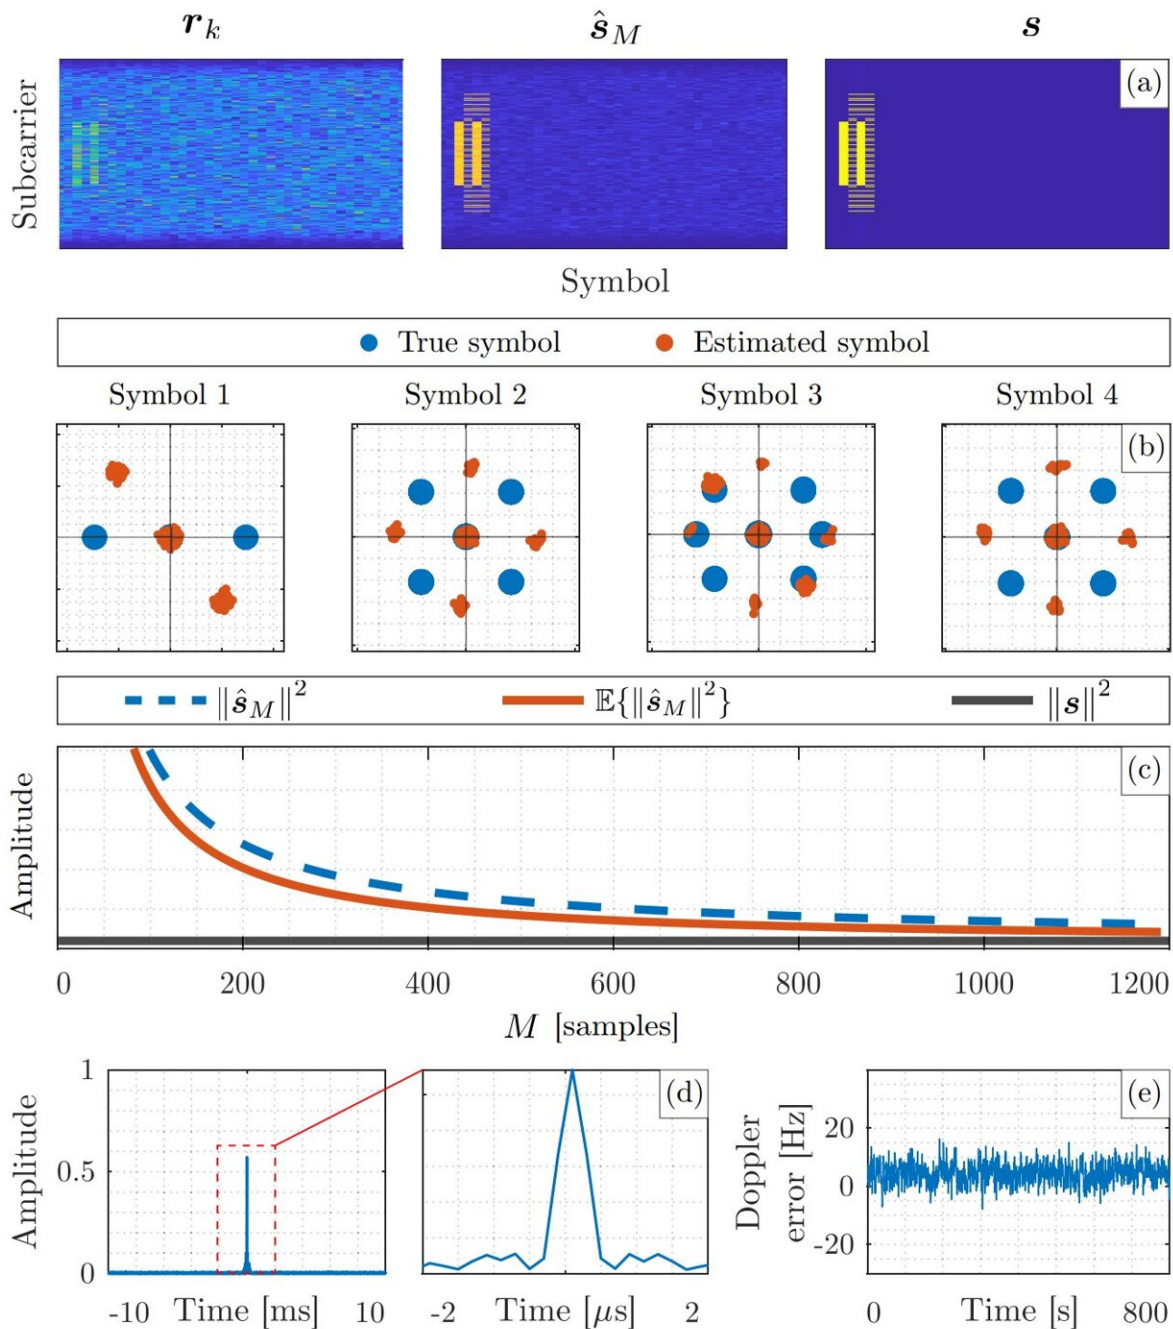 r_k ŝ_M s
Subcarrier
(a)
Symbol
True symbol Estimated symbol
Symbol 1 Symbol 2 Symbol 3 Symbol 4
(b)
‖ŝ_M‖² 𝔼{‖ŝ_M‖²} ‖s‖²
(c)
Amplitude
0 200 400 600 800 1000 1200
M [samples]
1
0.5
0
Amplitude
-10 Time [ms] 10
(d)
-2 Time [μs] 2
(e)
Doppler
error [Hz]
20
0
-20
0 Time [s] 800